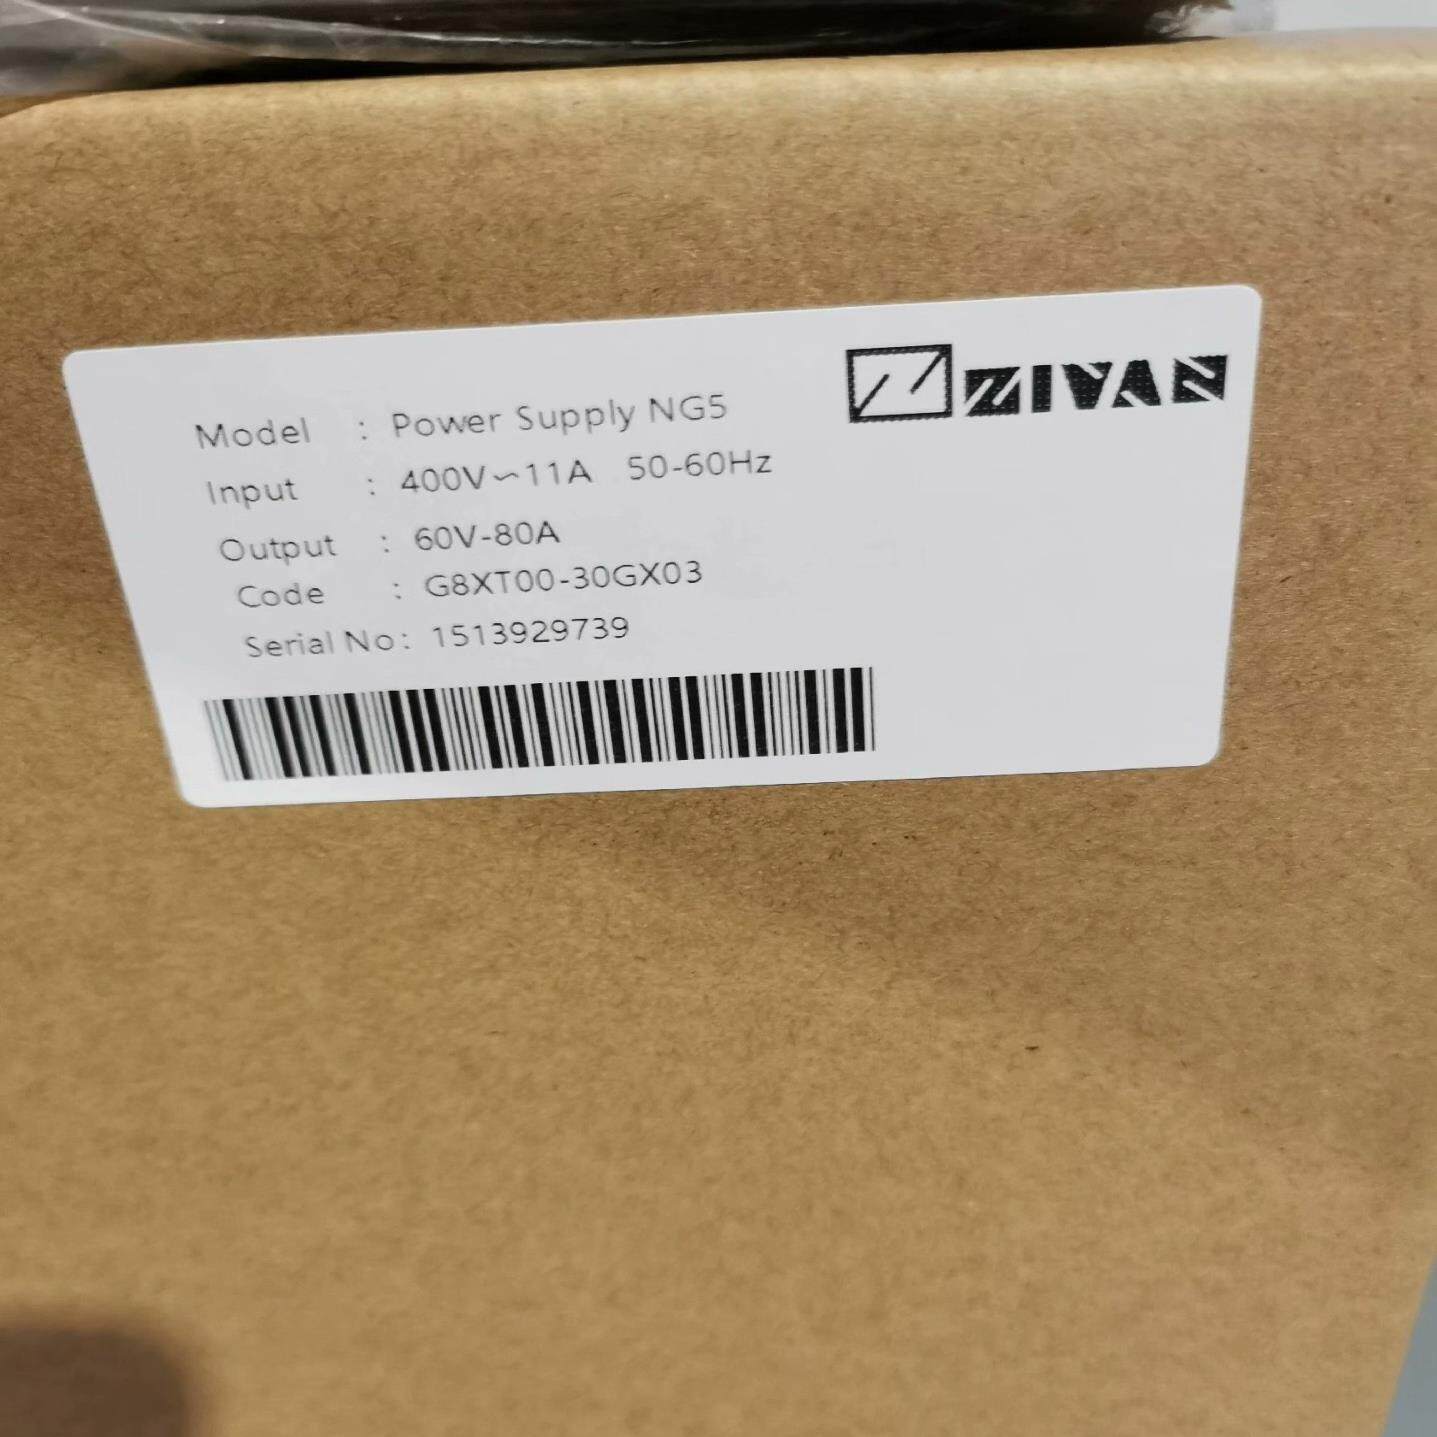 ZIVAN
Model : Power Supply NG5
Input : 400V~11A 50-60Hz
Output : 60V-80A
Code : G8XT00-30GX03
Serial No: 1513929739